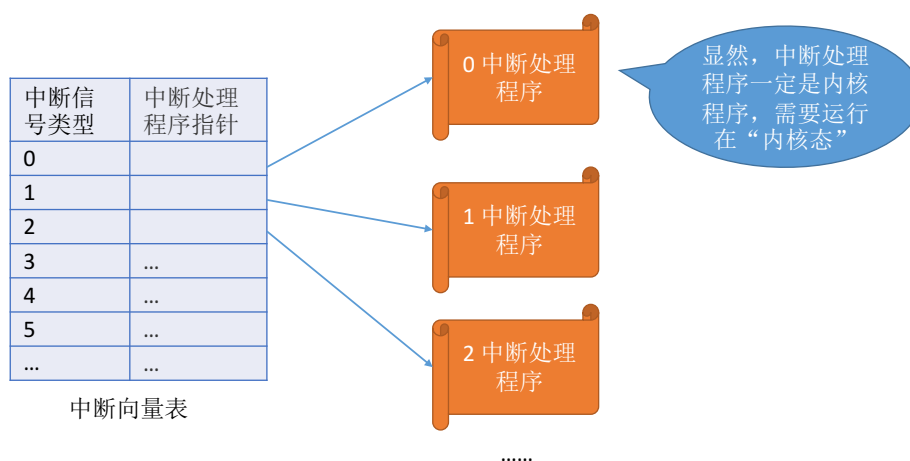 中断信
号类型
中断处理
程序指针
0
1
2
3
…
4
…
5
…
…
…
中断向量表
0 中断处理
程序
1 中断处理
程序
2 中断处理
程序
……
显然，中断处理
程序一定是内核
程序，需要运行
在“内核态”